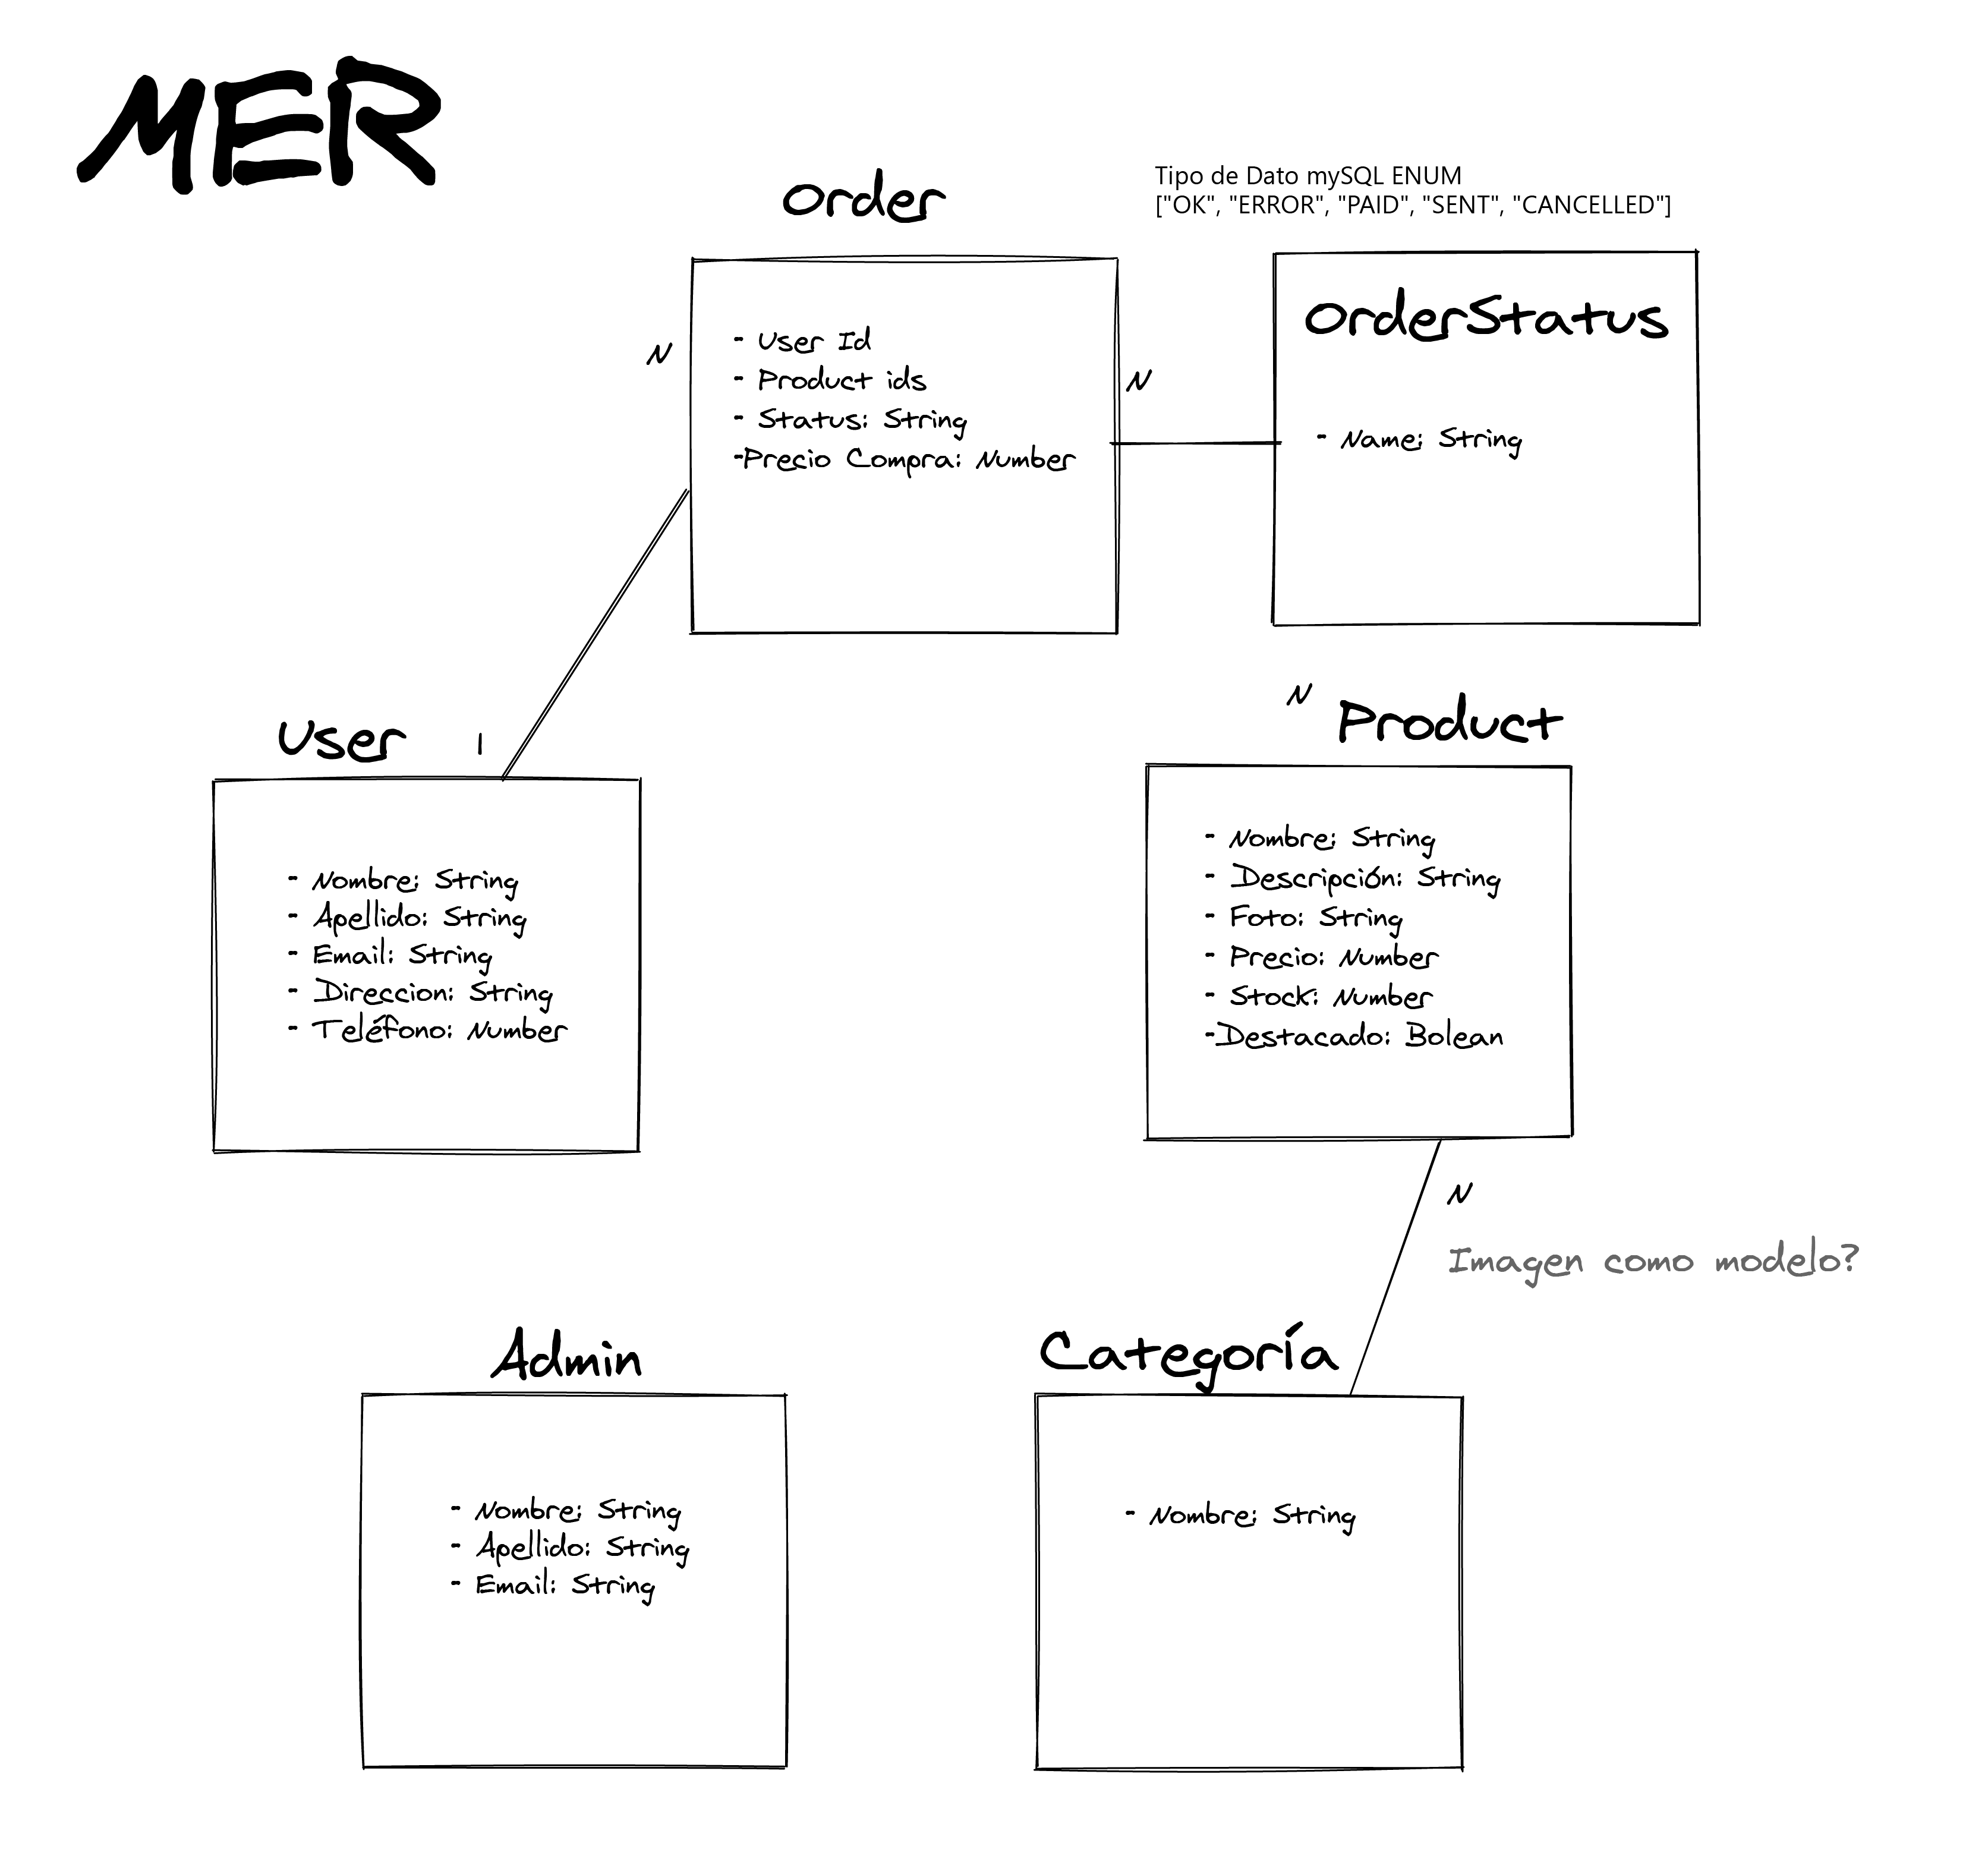 MER
Order
Tipo de Dato mySQL ENUM
["OK", "ERROR", "PAID", "SENT", "CANCELLED"]
N
- User Id
- Product ids
- Status: String
-Precio Compra: Number
N
OrderStatus
- Name: String
User 1
- Nombre: String
- Apellido: String
- Email: String
- Direccion: String
- Teléfono: Number
N
Product
- Nombre: String
- Descripción: String
- Foto: String
- Precio: Number
- Stock: Number
-Destacado: Bolean
N
Imagen como modelo?
Admin
- Nombre: String
- Apellido: String
- Email: String
Categoría
- Nombre: String